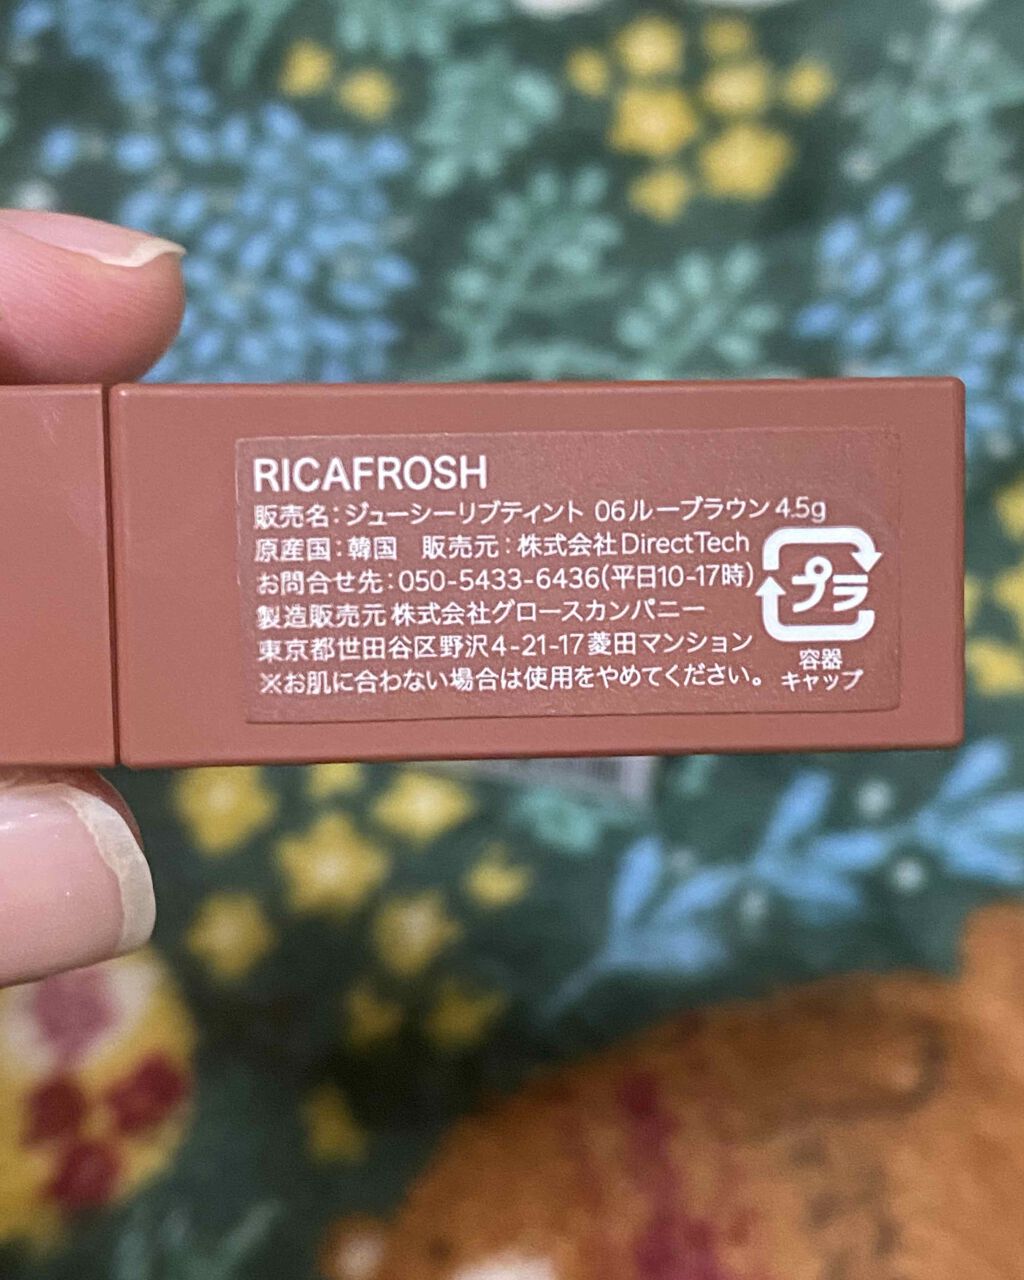 RICAFROSH
販売名：ジューシーリブティント 06ルーブラウン 4.5g
原産国：韓国 販売元：株式会社DirectTech
お問合せ先：050-5433-6436(平日10-17時)
製造販売元 株式会社グロースカンパニー
東京都世田谷区野沢4-21-17菱田マンション
※お肌に合わない場合は使用をやめてください。
プラ
容器
キャップ